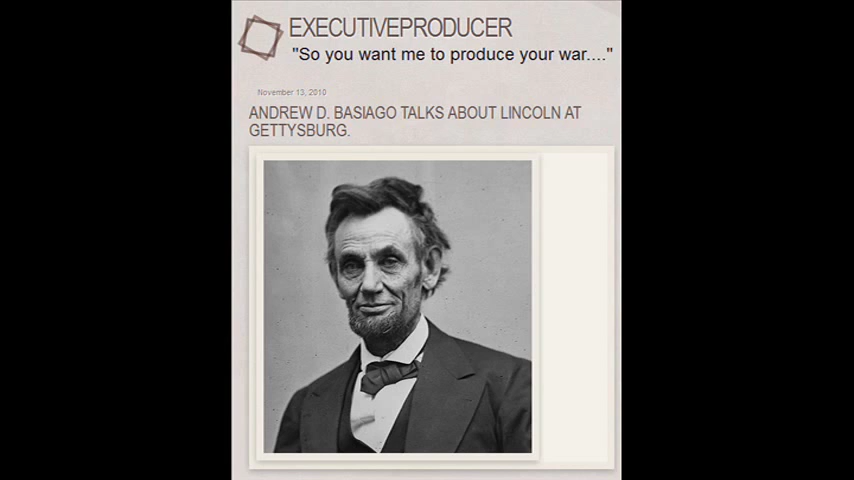 EXECUTIVEPRODUCER
"So you want me to produce your war...."
November 13, 2010
ANDREW D. BASIAGO TALKS ABOUT LINCOLN AT
GETTYSBURG.